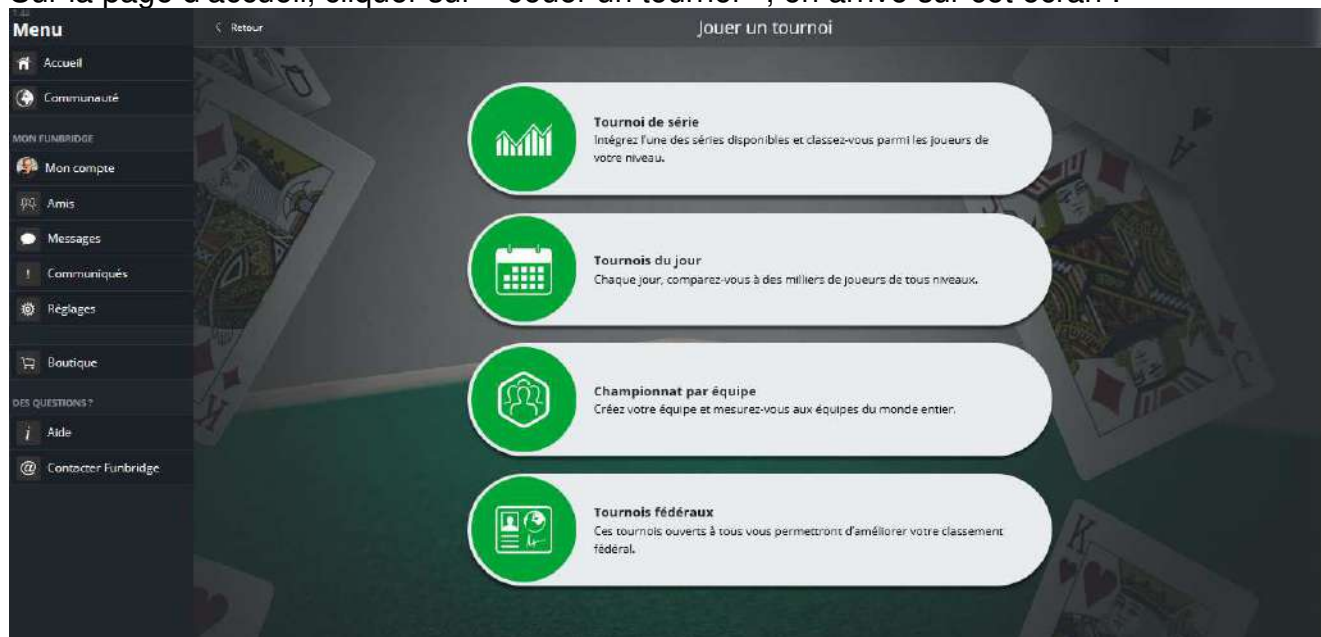 Sur la page d'accueil, cliquer sur « Jouer un tournoi », on arrive sur cet écran :
Menu
Retour
Jouer un tournoi
Accueil
Communauté
MON FUNBRIDGE
Mon compte
Amis
Messages
Communiqués
Réglages
Boutique
DES QUESTIONS ?
Aide
Contacter Funbridge
Tournoi de série
Intégrez l'une des séries disponibles et classez-vous parmi les joueurs de
votre niveau.
Tournois du jour
Chaque jour, comparez-vous à des milliers de joueurs de tous niveaux.
Championnat par équipe
Créez votre équipe et mesurez-vous aux équipes du monde entier.
Tournois fédéraux
Ces tournois ouverts à tous vous permettront d'améliorer votre classement
fédéral.